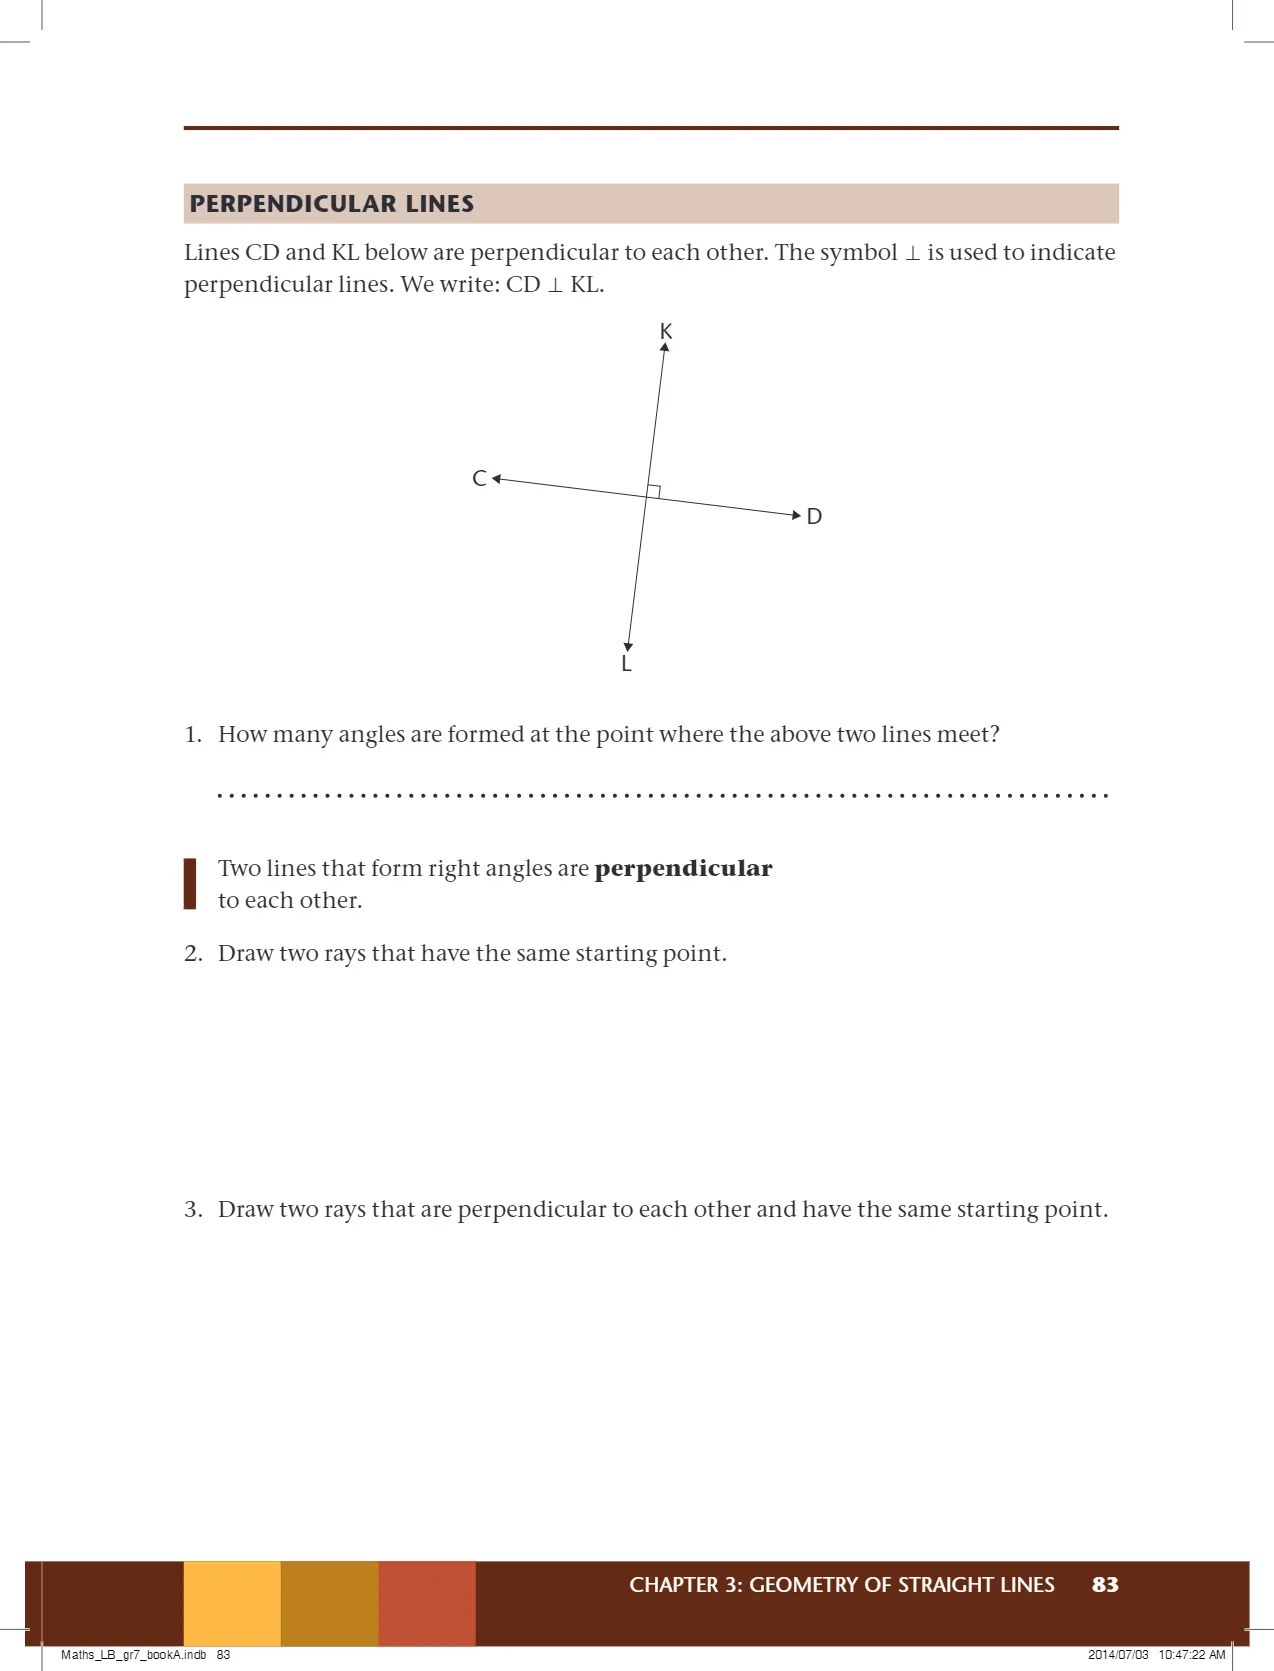 PERPENDICULAR LINES
Lines CD and KL below are perpendicular to each other. The symbol ⊥ is used to indicate
perpendicular lines. We write: CD ⊥ KL.
K
C
D
L
1. How many angles are formed at the point where the above two lines meet?
Two lines that form right angles are perpendicular
to each other.
2. Draw two rays that have the same starting point.
3. Draw two rays that are perpendicular to each other and have the same starting point.
CHAPTER 3: GEOMETRY OF STRAIGHT LINES 83
Maths_LB_gr7_bookA.indb 83
2014/07/03 10:47:22 AM